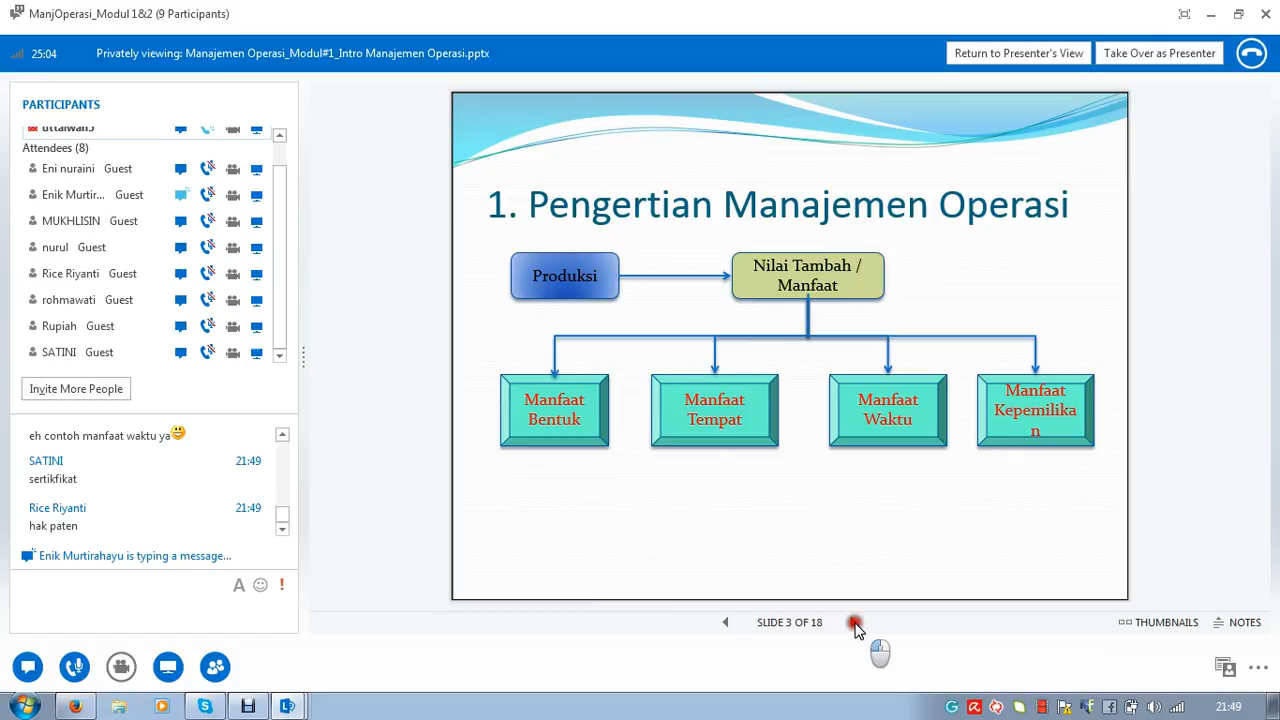 ManjOperasi_Modul 1&2 (9 Participants)
25:04
Privately viewing: Manajemen Operasi_Modul#1_Intro Manajemen Operasi.pptx
Return to Presenter's View
Take Over as Presenter
PARTICIPANTS
Attendees (8)
Eni nuraini Guest
Enik Murtir... Guest
MUKHLISIN Guest
nurul Guest
Rice Riyanti Guest
rohmawati Guest
Rupiah Guest
SATINI Guest
Invite More People
eh contoh manfaat waktu ya
SATINI 21:49
sertikfikat
Rice Riyanti 21:49
hak paten
Enik Murtirahayu is typing a message...
A !
1. Pengertian Manajemen Operasi
Produksi
Nilai Tambah /
Manfaat
Manfaat
Bentuk
Manfaat
Tempat
Manfaat
Waktu
Manfaat
Kepemilika
n
SLIDE 3 OF 18
THUMBNAILS
NOTES
21:49